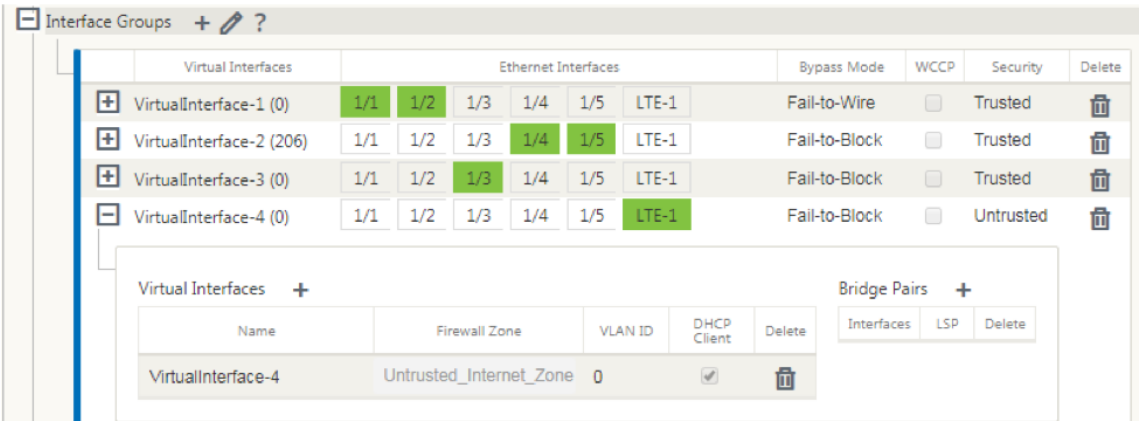 Interface Groups + ?
Virtual Interfaces Ethernet Interfaces Bypass Mode WCCP Security Delete
VirtualInterface-1 (0) 1/1 1/2 1/3 1/4 1/5 LTE-1 Fail-to-Wire Trusted
VirtualInterface-2 (206) 1/1 1/2 1/3 1/4 1/5 LTE-1 Fail-to-Block Trusted
VirtualInterface-3 (0) 1/1 1/2 1/3 1/4 1/5 LTE-1 Fail-to-Block Trusted
VirtualInterface-4 (0) 1/1 1/2 1/3 1/4 1/5 LTE-1 Fail-to-Block Untrusted
Virtual Interfaces +
Name Firewall Zone VLAN ID DHCP Client Delete
VirtualInterface-4 Untrusted_Internet_Zone 0
Bridge Pairs +
Interfaces LSP Delete